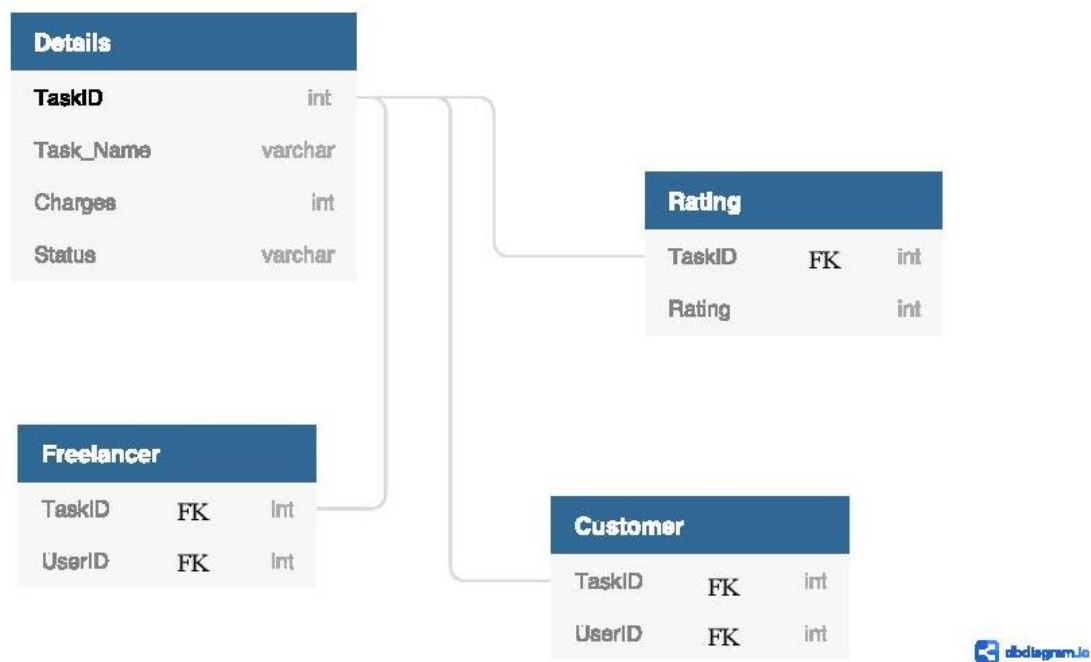 Details
TaskID int
Task_Name varchar
Charges int
Status varchar
Rating
TaskID FK int
Rating int
Freelancer
TaskID FK int
UserID FK int
Customer
TaskID FK int
UserID FK int
dbdiagram.io